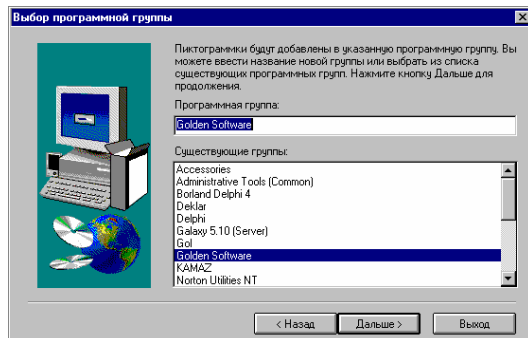 Выбор программной группы
Пиктограммки будут добавлены в указанную программную группу. Вы
можете ввести название новой группы или выбрать из списка
существующих программных групп. Нажмите кнопку Дальше для
продолжения.
Программная группа:
Golden Software
Существующие группы:
Accessories
Administrative Tools (Common)
Borland Delphi 4
Deklar
Delphi
Galaxy 5.10 (Server)
Gol
Golden Software
KAMAZ
Norton Utilities NT
< Назад
Дальше >
Выход